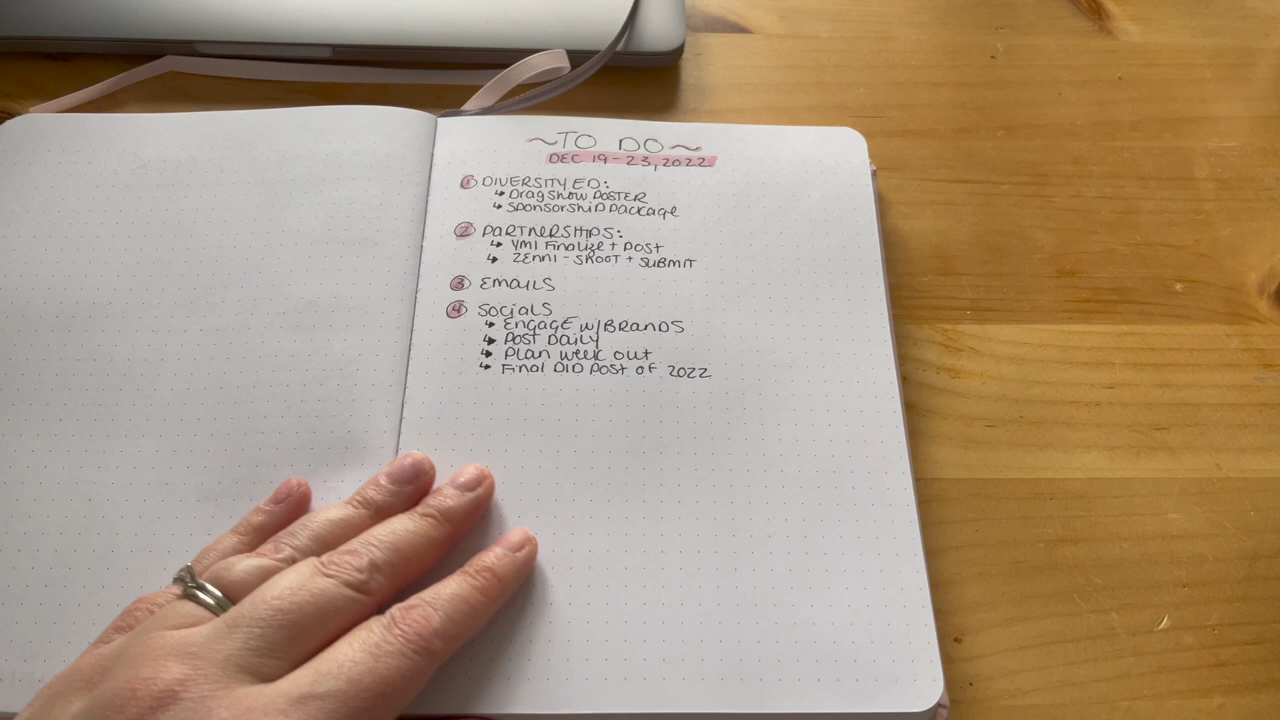 ~TO DO~
DEC 19-23, 2022
1 DIVERSITY ED:
↳ Drag Show POSTER
↳ Sponsorship Package
2 PARTNERSHIPS:
↳ YMI Finalize + POST
↳ ZENNI - SHOOT + SUBMIT
3 EMAILS
4 SOCIALS
↳ ENGAGE w/BRANDS
↳ POST DAILY
↳ PLAN WEEK OUT
↳ Final DID POST OF 2022